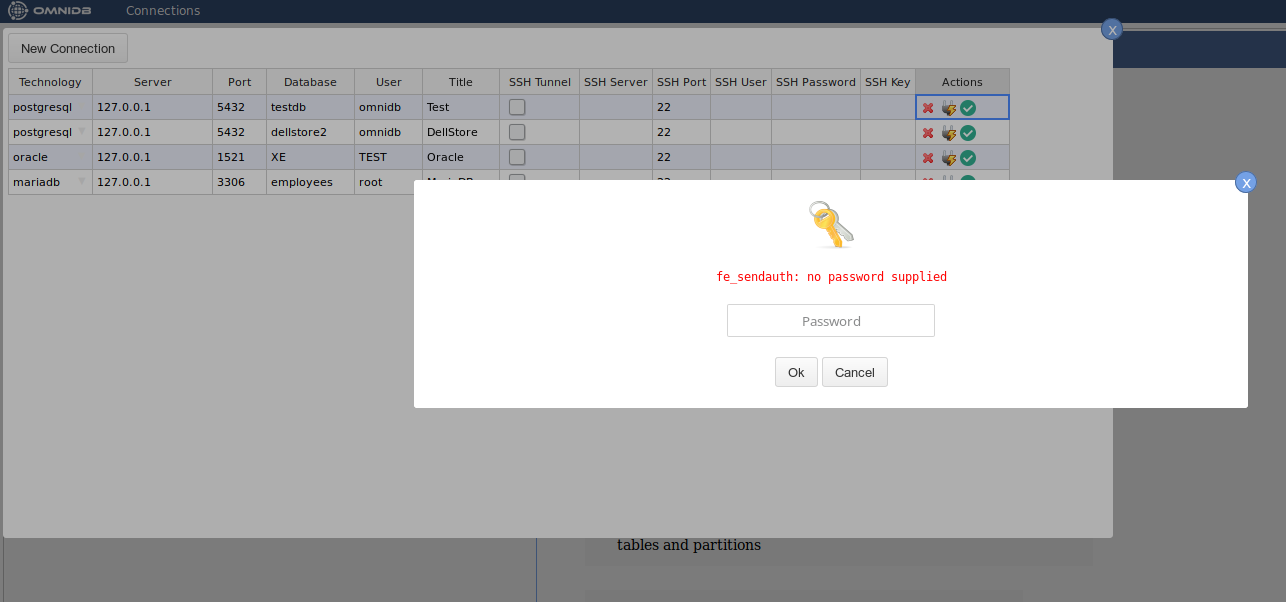 OMNIDB Connections
X
New Connection
Technology Server Port Database User Title SSH Tunnel SSH Server SSH Port SSH User SSH Password SSH Key Actions
postgresql 127.0.0.1 5432 testdb omnidb Test 22
postgresql 127.0.0.1 5432 dellstore2 omnidb DellStore 22
oracle 127.0.0.1 1521 XE TEST Oracle 22
mariadb 127.0.0.1 3306 employees root MariaDB 22
X
fe_sendauth: no password supplied
Password
Ok Cancel
tables and partitions